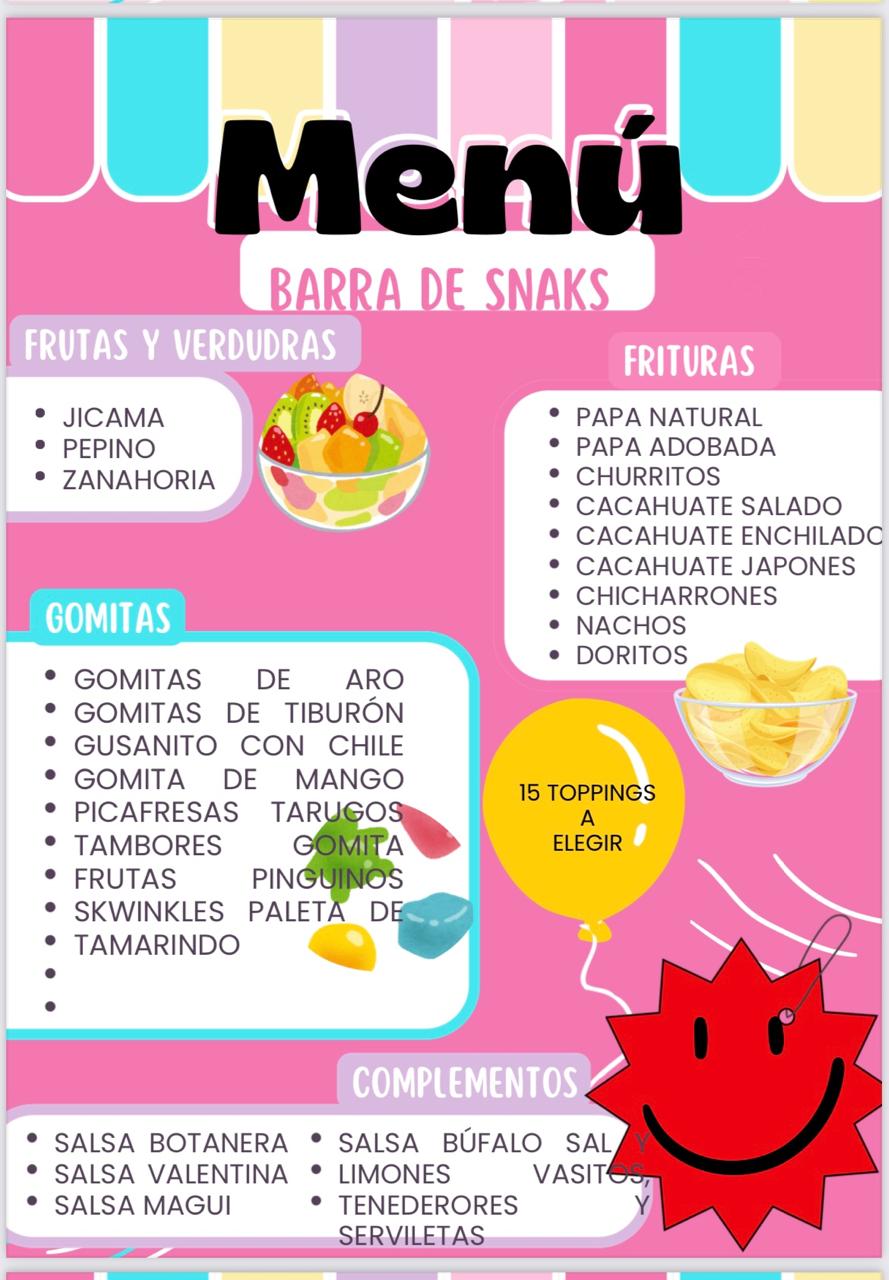 Menú
BARRA DE SNAKS
FRUTAS Y VERDUDRAS
• JICAMA
• PEPINO
• ZANAHORIA
FRITURAS
• PAPA NATURAL
• PAPA ADOBADA
• CHURRITOS
• CACAHUATE SALADO
• CACAHUATE ENCHILADO
• CACAHUATE JAPONES
• CHICHARRONES
• NACHOS
• DORITOS
GOMITAS
• GOMITAS DE ARO
• GOMITAS DE TIBURÓN
• GUSANITO CON CHILE
• GOMITA DE MANGO
• PICAFRESAS TARUGOS
• TAMBORES GOMITA
• FRUTAS PINGUINOS
• SKWINKLES PALETA DE
• TAMARINDO
•
•
15 TOPPINGS
A
ELEGIR
COMPLEMENTOS
• SALSA BOTANERA
• SALSA VALENTINA
• SALSA MAGUI
• SALSA BÚFALO SAL Y
• LIMONES VASITOS,
• TENEDERORES Y
SERVILETAS